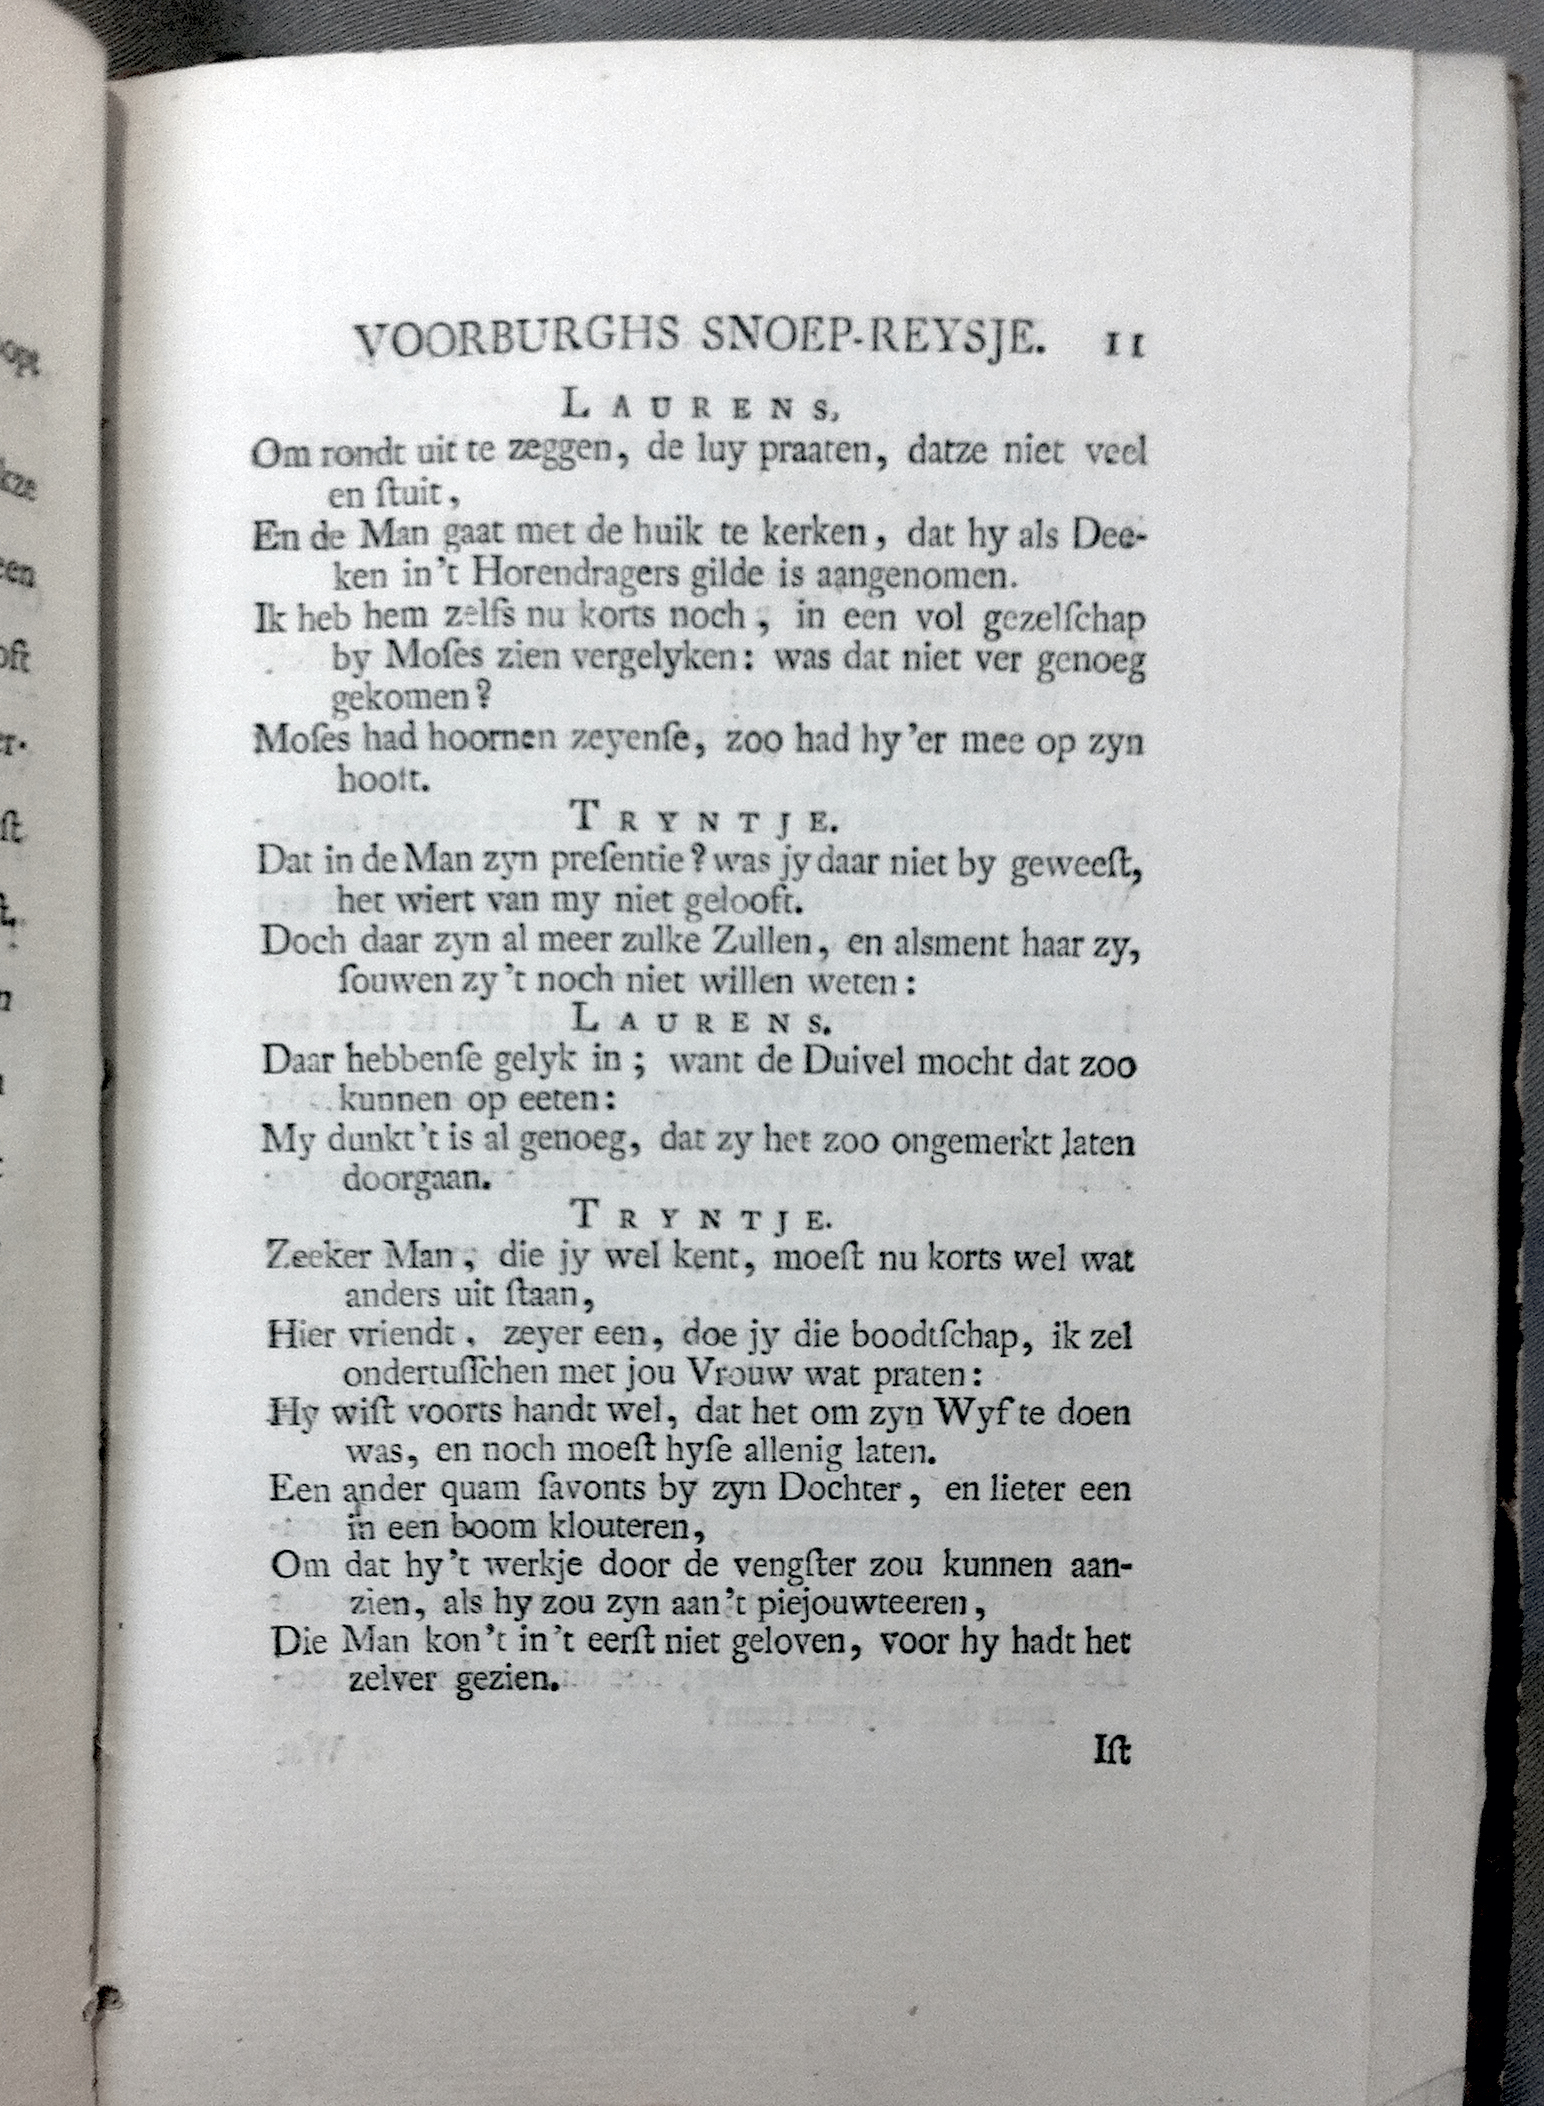 VOORBURGHS SNOEP-REYSJE. 11
LAURENS,
Om rondt uit te zeggen, de luy praaten, datze niet veel
en ſtuit,
En de Man gaat met de huik te kerken, dat hy als Dee-
ken in't Horendragers gilde is aangenomen.
Ik heb hem zelfs nu korts noch, in een vol gezelſchap
by Moſes zien vergelyken: was dat niet ver genoeg
gekomen?
Moſes had hoornen zeyenſe, zoo had hy'er mee op zyn
hooft.
TRYNTJE.
Dat in de Man zyn preſentie? was jy daar niet by geweeſt,
het wiert van my niet gelooft.
Doch daar zyn al meer zulke Zullen, en alsment haar zy,
ſouwen zy't noch niet willen weten:
LAURENS.
Daar hebbenſe gelyk in; want de Duivel mocht dat zoo
kunnen op eeten:
My dunkt't is al genoeg, dat zy het zoo ongemerkt laten
doorgaan.
TRYNTJE.
Zeeker Man, die jy wel kent, moeſt nu korts wel wat
anders uit ſtaan,
Hier vriendt, zeyer een, doe jy die boodtſchap, ik zel
ondertuſſchen met jou Vrouw wat praten:
Hy wiſt voorts handt wel, dat het om zyn Wyf te doen
was, en noch moeſt hyſe allenig laten.
Een ander quam ſavonts by zyn Dochter, en lieter een
in een boom klouteren,
Om dat hy't werkje door de vengſter zou kunnen aan-
zien, als hy zou zyn aan't piejouwteeren,
Die Man kon't in't eerſt niet geloven, voor hy hadt het
zelver gezien.
Iſt
opt
kze
een
oft
er-
ſt
t,
n